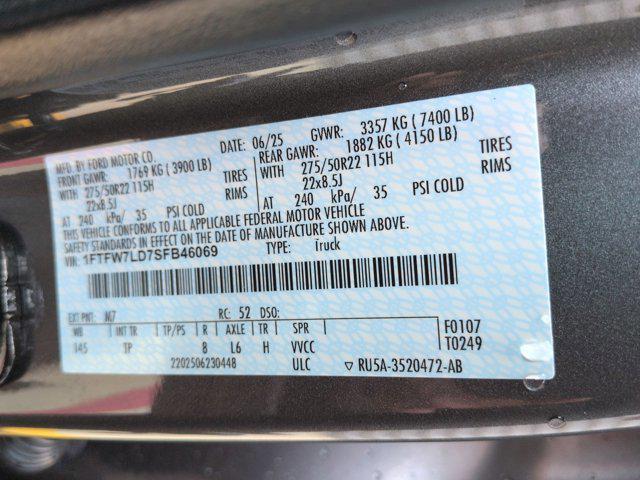 MFD. BY FORD MOTOR CO.
DATE: 06/25 GVWR: 3357 KG ( 7400 LB)
FRONT GAWR: 1769 KG ( 3900 LB) REAR GAWR: 1882 KG ( 4150 LB)
WITH 275/50R22 115H TIRES WITH 275/50R22 115H TIRES
22x8.5J RIMS 22x8.5J RIMS
AT 240 kPa/ 35 PSI COLD AT 240 kPa/ 35 PSI COLD
THIS VEHICLE CONFORMS TO ALL APPLICABLE FEDERAL MOTOR VEHICLE
SAFETY STANDARDS IN EFFECT ON THE DATE OF MANUFACTURE SHOWN ABOVE.
VIN: 1FTFW7LD7SFB46069 TYPE: Truck
EXT PNT: M7 RC: 52 DSO: F0107
WB INT TR TP/PS R AXLE TR SPR T0249
145 TP 8 L6 H VVCC
2202506230448 ULC ▽ RU5A-3520472-AB